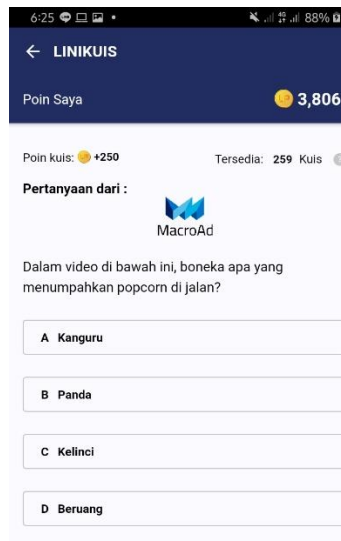 6:25
88%
LINIKUIS
Poin Saya
3,806
Poin kuis: +250
Tersedia: 259 Kuis
Pertanyaan dari :
MacroAd
Dalam video di bawah ini, boneka apa yang
menumpahkan popcorn di jalan?
A Kanguru
B Panda
C Kelinci
D Beruang